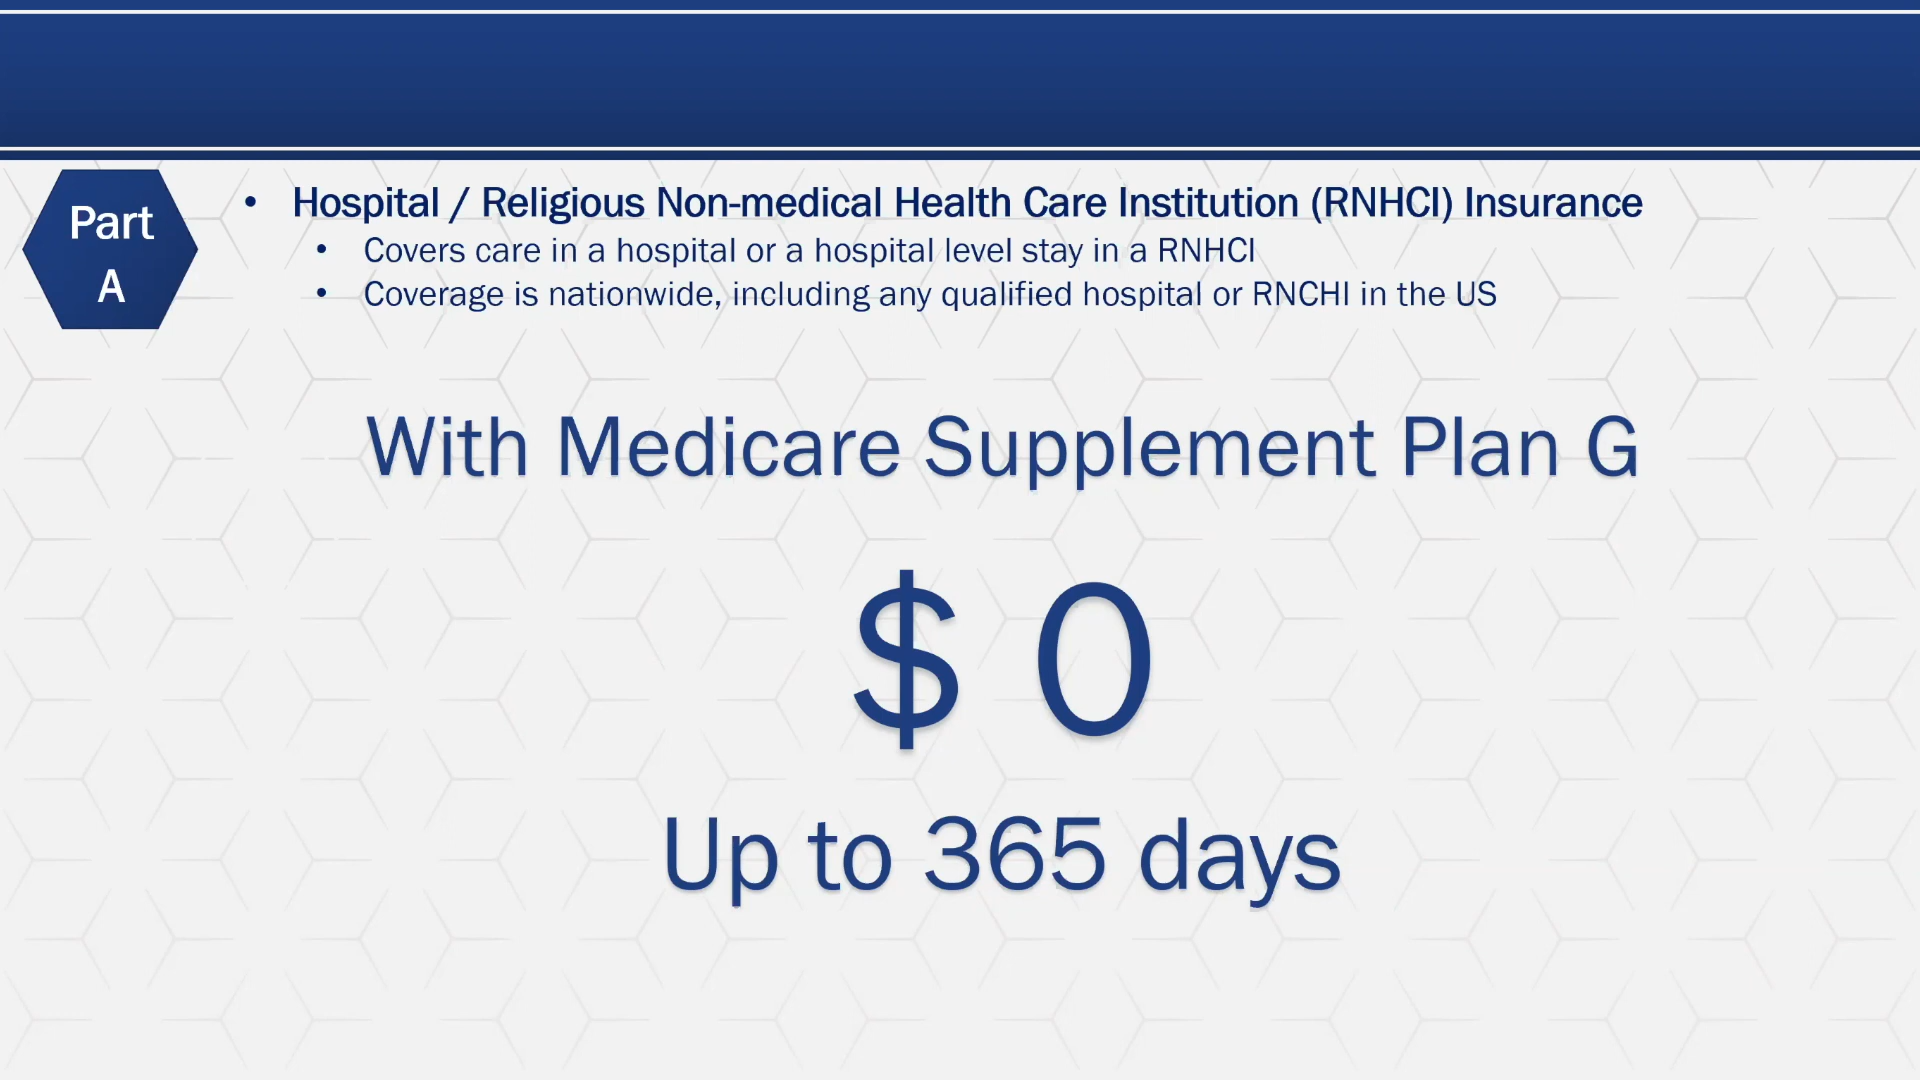 Part
A
• Hospital / Religious Non-medical Health Care Institution (RNHCI) Insurance
• Covers care in a hospital or a hospital level stay in a RNHCI
• Coverage is nationwide, including any qualified hospital or RNCHI in the US
With Medicare Supplement Plan G
$ 0
Up to 365 days